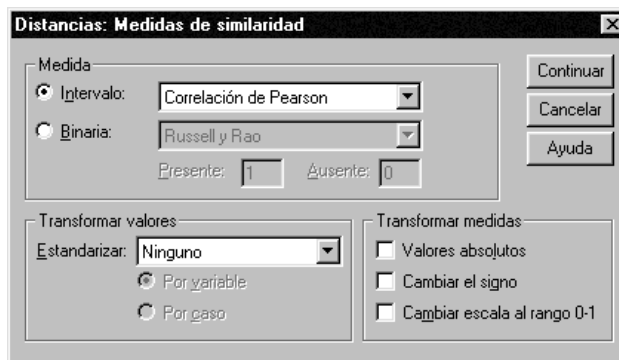 Distancias: Medidas de similaridad
Medida
Intervalo: Correlación de Pearson
Binaria: Russell y Rao
Presente: 1 Ausente: 0
Continuar
Cancelar
Ayuda
Transformar valores
Estandarizar: Ninguno
Por variable
Por caso
Transformar medidas
Valores absolutos
Cambiar el signo
Cambiar escala al rango 0-1